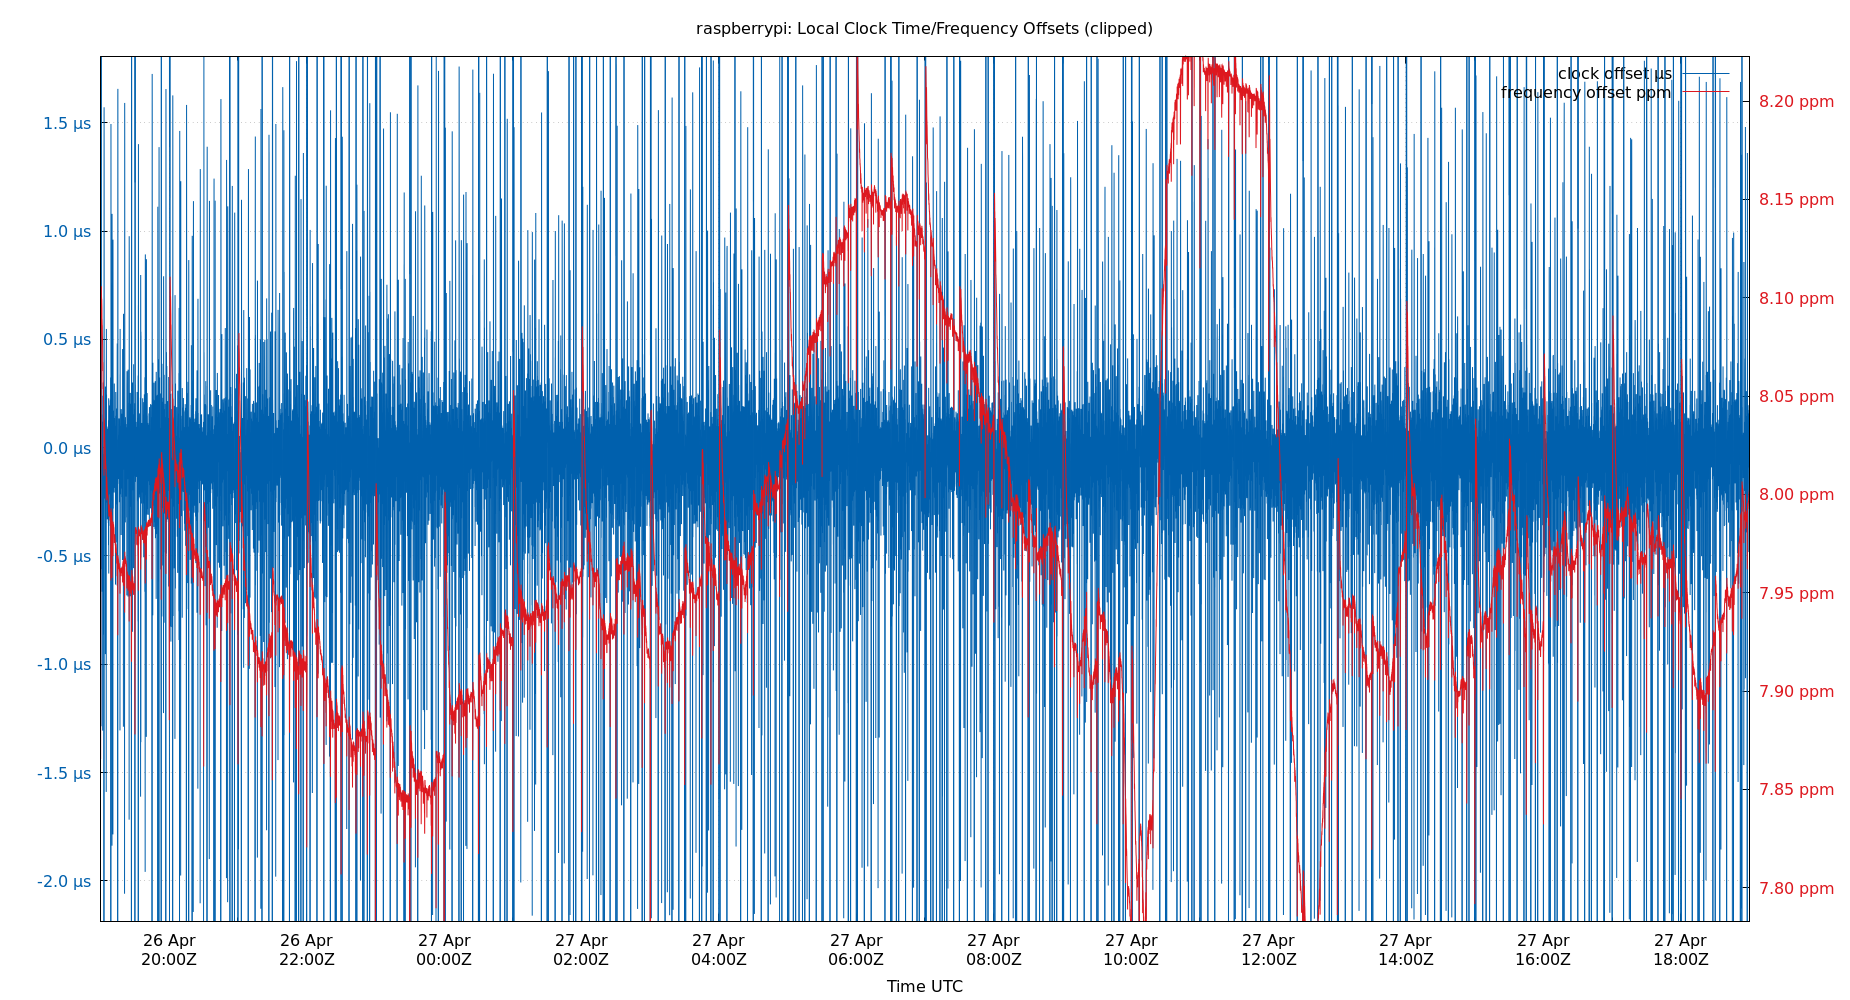 raspberrypi: Local Clock Time/Frequency Offsets (clipped)
clock offset µs
frequency offset ppm
1.5 µs
1.0 µs
0.5 µs
0.0 µs
-0.5 µs
-1.0 µs
-1.5 µs
-2.0 µs
8.20 ppm
8.15 ppm
8.10 ppm
8.05 ppm
8.00 ppm
7.95 ppm
7.90 ppm
7.85 ppm
7.80 ppm
26 Apr
20:00Z
26 Apr
22:00Z
27 Apr
00:00Z
27 Apr
02:00Z
27 Apr
04:00Z
27 Apr
06:00Z
27 Apr
08:00Z
27 Apr
10:00Z
27 Apr
12:00Z
27 Apr
14:00Z
27 Apr
16:00Z
27 Apr
18:00Z
Time UTC